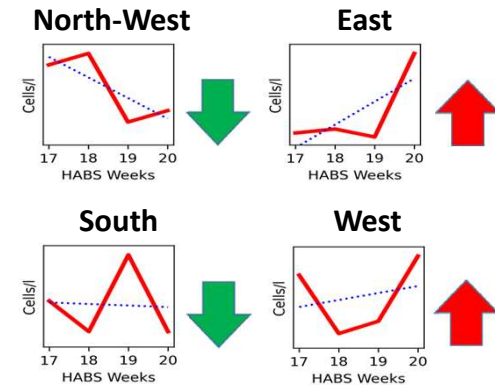 North-West
Cells/l
17 18 19 20
HABS Weeks
East
Cells/l
17 18 19 20
HABS Weeks
South
Cells/l
17 18 19 20
HABS Weeks
West
Cells/l
17 18 19 20
HABS Weeks